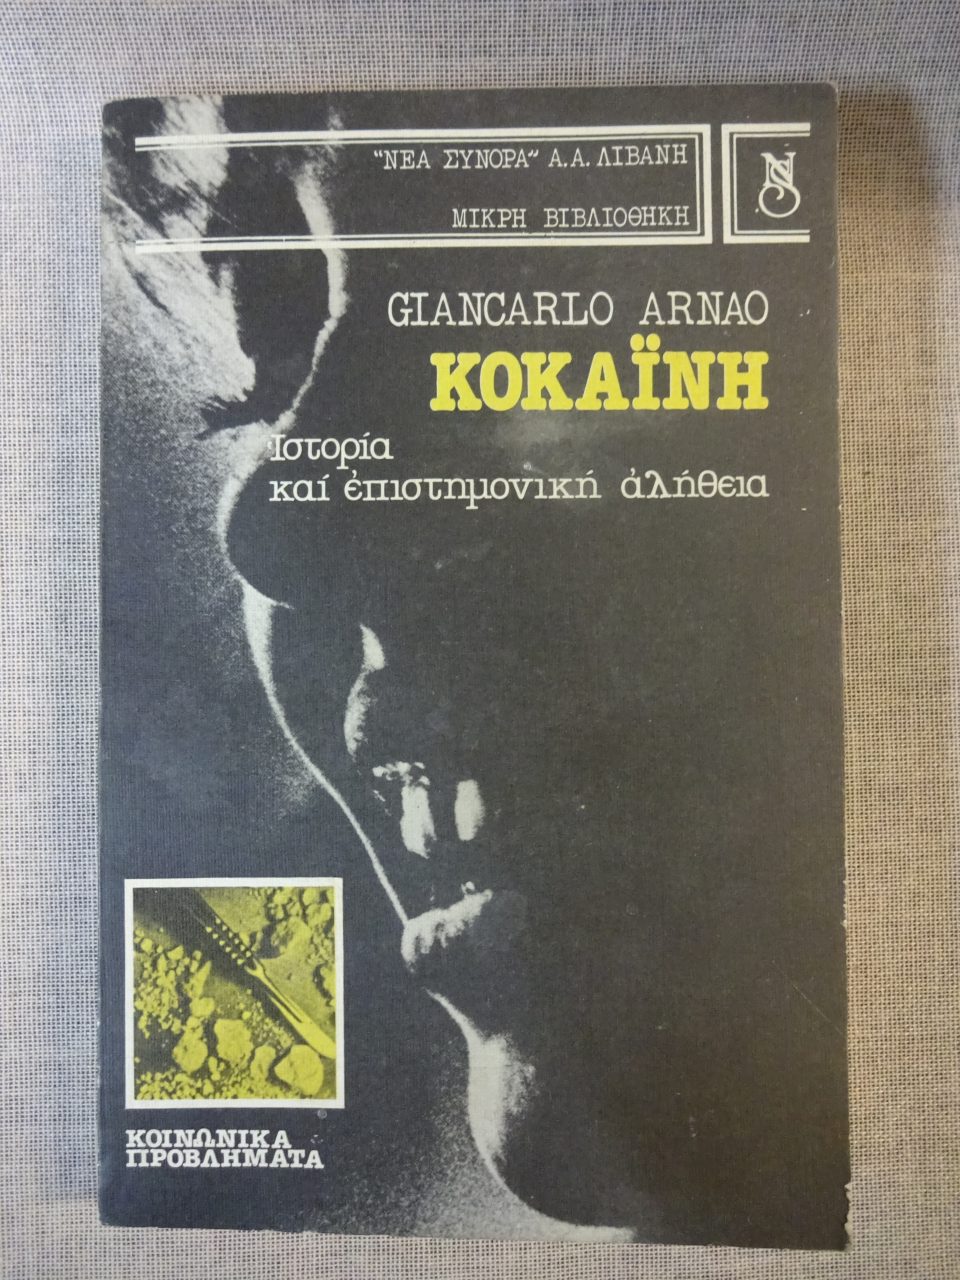 "ΝΕΑ ΣΥΝΟΡΑ" Α.Α. ΛΙΒΑΝΗ
ΜΙΚΡΗ ΒΙΒΛΙΟΘΗΚΗ
NS
GIANCARLO ARNAO
ΚΟΚΑΪΝΗ
Ἱστορία
καί ἐπιστημονική ἀλήθεια
ΚΟΙΝΩΝΙΚΑ
ΠΡΟΒΛΗΜΑΤΑ